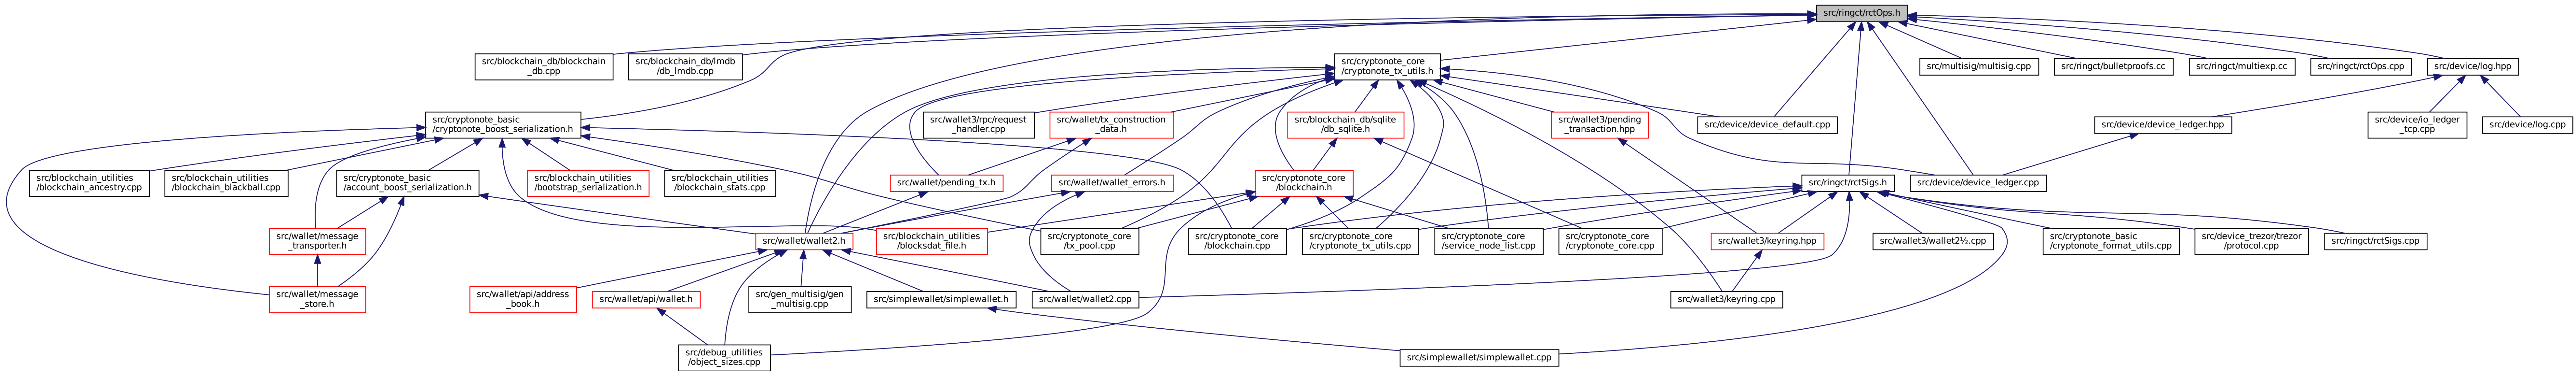 src/ringct/rctOps.h
src/blockchain_db/blockchain
_db.cpp
src/blockchain_db/lmdb
/db_lmdb.cpp
src/cryptonote_core
/cryptonote_tx_utils.h
src/multisig/multisig.cpp
src/ringct/bulletproofs.cc
src/ringct/multiexp.cc
src/ringct/rctOps.cpp
src/device/log.hpp
src/cryptonote_basic
/cryptonote_boost_serialization.h
src/wallet3/rpc/request
_handler.cpp
src/wallet/tx_construction
_data.h
src/blockchain_db/sqlite
/db_sqlite.h
src/wallet3/pending
_transaction.hpp
src/device/device_default.cpp
src/device/device_ledger.hpp
src/device/io_ledger
_tcp.cpp
src/device/log.cpp
src/blockchain_utilities
/blockchain_ancestry.cpp
src/blockchain_utilities
/blockchain_blackball.cpp
src/cryptonote_basic
/account_boost_serialization.h
src/blockchain_utilities
/bootstrap_serialization.h
src/blockchain_utilities
/blockchain_stats.cpp
src/wallet/pending_tx.h
src/wallet/wallet_errors.h
src/cryptonote_core
/blockchain.h
src/ringct/rctSigs.h
src/device/device_ledger.cpp
src/wallet/message
_transporter.h
src/wallet/wallet2.h
src/blockchain_utilities
/blocksdat_file.h
src/cryptonote_core
/tx_pool.cpp
src/cryptonote_core
/blockchain.cpp
src/cryptonote_core
/cryptonote_tx_utils.cpp
src/cryptonote_core
/service_node_list.cpp
src/cryptonote_core
/cryptonote_core.cpp
src/wallet3/keyring.hpp
src/wallet3/wallet2½.cpp
src/cryptonote_basic
/cryptonote_format_utils.cpp
src/device_trezor/trezor
/protocol.cpp
src/ringct/rctSigs.cpp
src/wallet/message
_store.h
src/wallet/api/address
_book.h
src/wallet/api/wallet.h
src/gen_multisig/gen
_multisig.cpp
src/simplewallet/simplewallet.h
src/wallet/wallet2.cpp
src/wallet3/keyring.cpp
src/debug_utilities
/object_sizes.cpp
src/simplewallet/simplewallet.cpp